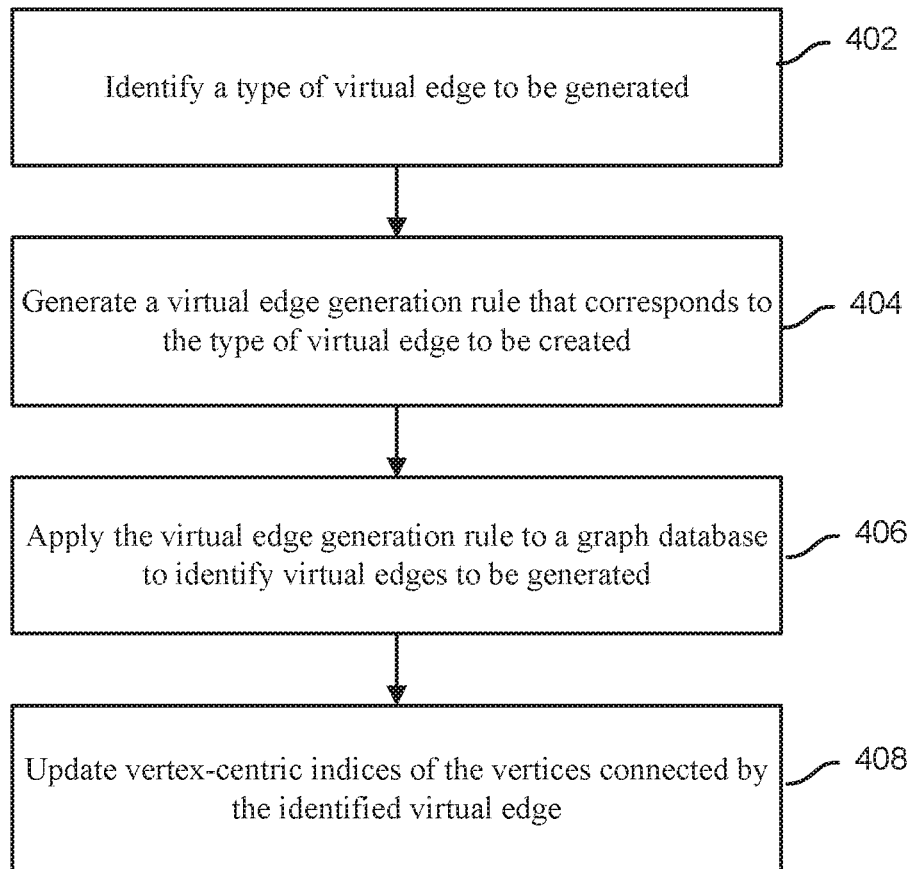 402
Identify a type of virtual edge to be generated
404
Generate a virtual edge generation rule that corresponds to
the type of virtual edge to be created
406
Apply the virtual edge generation rule to a graph database
to identify virtual edges to be generated
408
Update vertex-centric indices of the vertices connected by
the identified virtual edge